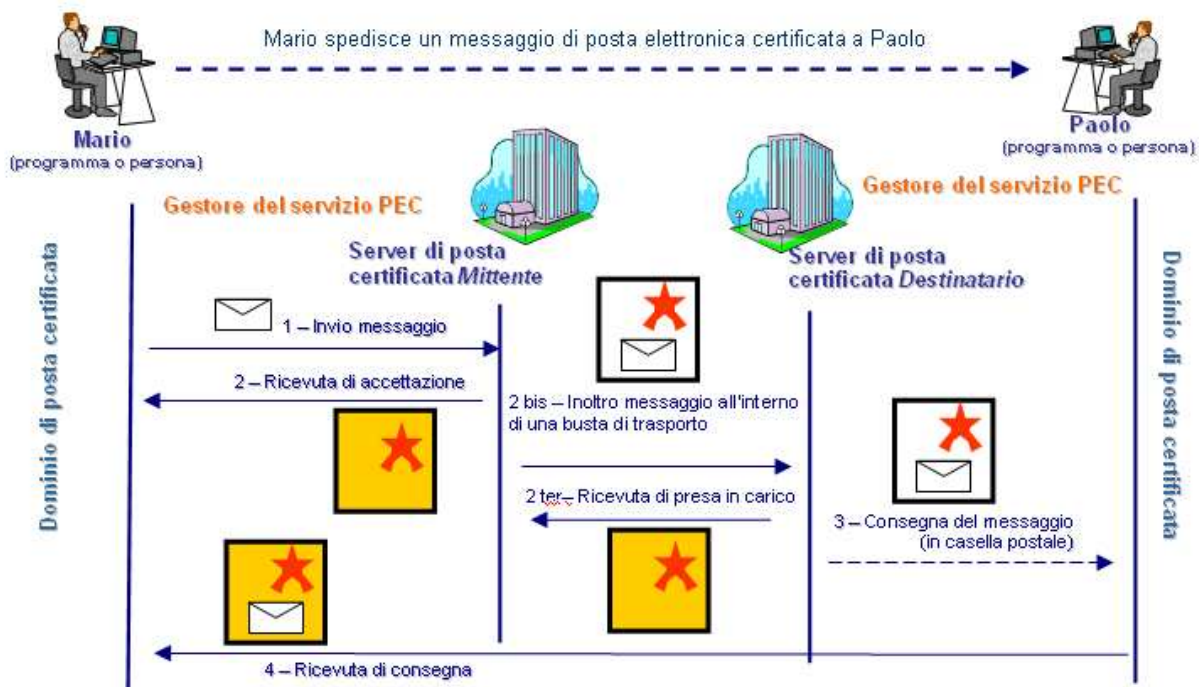 Mario spedisce un messaggio di posta elettronica certificata a Paolo
Mario
(programma o persona)
Paolo
(programma o persona)
Gestore del servizio PEC
Gestore del servizio PEC
Server di posta
certificata Mittente
Server di posta
certificata Destinatario
Dominio di posta certificata
Dominio di posta certificata
1 – Invio messaggio
2 – Ricevuta di accettazione
2 bis – Inoltro messaggio all'interno
di una busta di trasporto
2 ter– Ricevuta di presa in carico
3 – Consegna del messaggio
(in casella postale)
4 – Ricevuta di consegna